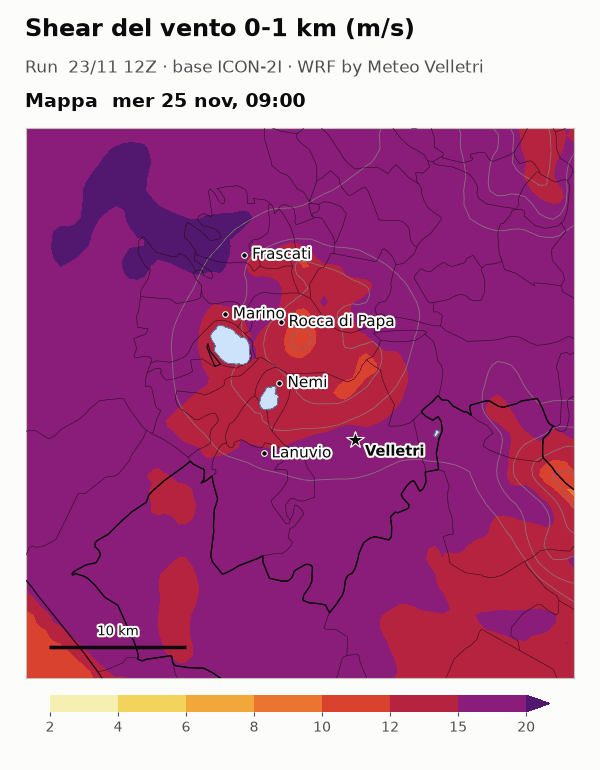 Shear del vento 0-1 km (m/s)
Run  23/11 12Z · base ICON-2I · WRF by Meteo Velletri
Mappa  mer 25 nov, 09:00
Frascati
Marino
Rocca di Papa
Nemi
Velletri
Lanuvio
10 km
2 4 6 8 10 12 15 20